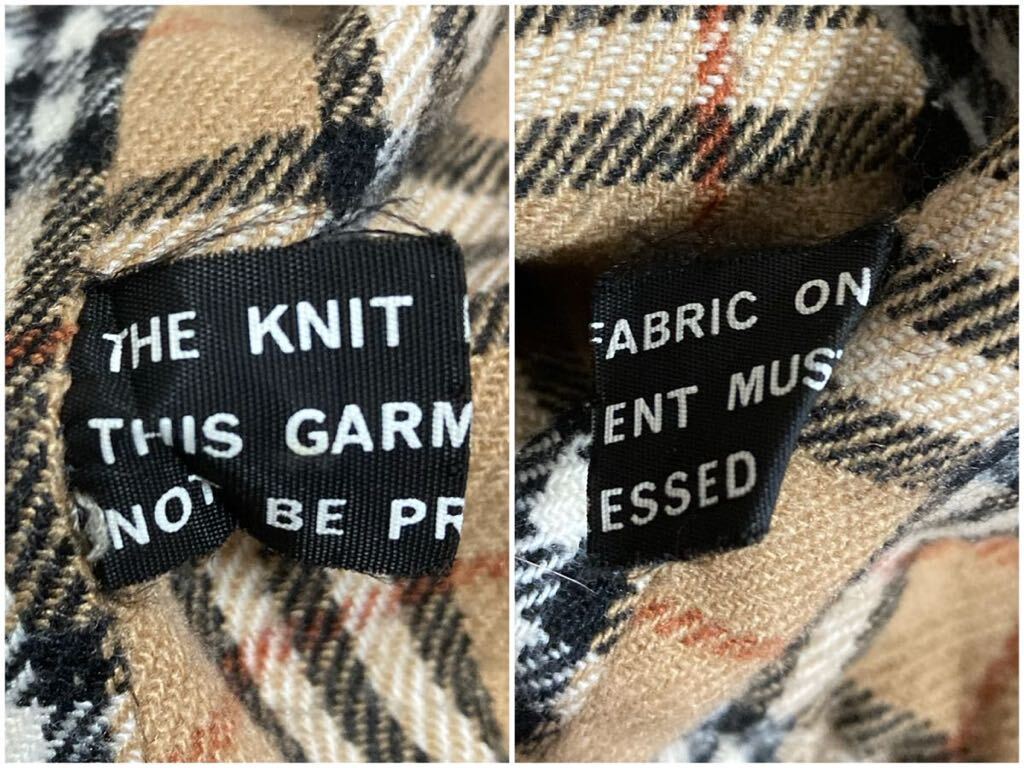 THE KNIT
THIS GARM
NOT BE PR
FABRIC ON
ENT MUS
ESSED